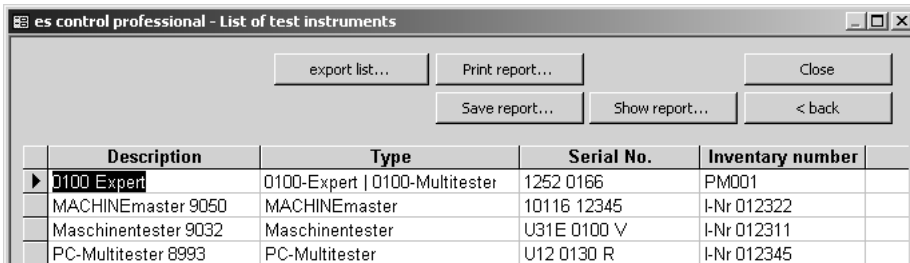 es control professional - List of test instruments
export list... Print report... Close
Save report... Show report... < back
Description Type Serial No. Inventary number
0100 Expert 0100-Expert | 0100-Multitester 1252 0166 PM001
MACHINEmaster 9050 MACHINEmaster 10116 12345 I-Nr 012322
Maschinentester 9032 Maschinentester U31E 0100 V I-Nr 012311
PC-Multitester 8993 PC-Multitester U12 0130 R I-Nr 012345